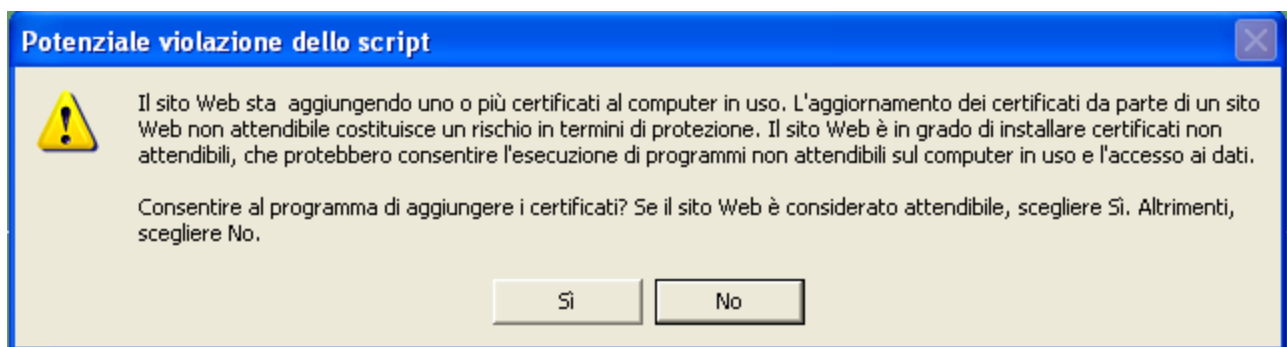 Potenziale violazione dello script
Il sito Web sta aggiungendo uno o più certificati al computer in uso. L'aggiornamento dei certificati da parte di un sito
Web non attendibile costituisce un rischio in termini di protezione. Il sito Web è in grado di installare certificati non
attendibili, che protebbero consentire l'esecuzione di programmi non attendibili sul computer in uso e l'accesso ai dati.
Consentire al programma di aggiungere i certificati? Se il sito Web è considerato attendibile, scegliere Sì. Altrimenti,
scegliere No.
Sì No